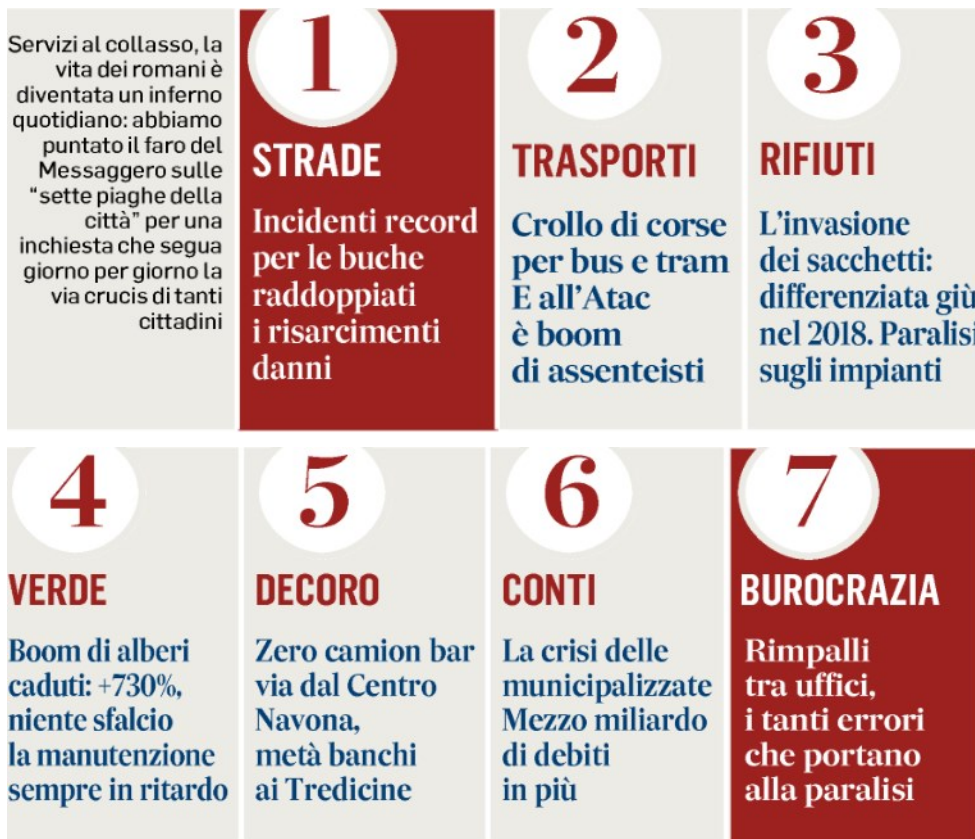 Servizi al collasso, la
vita dei romani è
diventata un inferno
quotidiano: abbiamo
puntato il faro del
Messaggero sulle
“sette piaghe della
città” per una
inchiesta che segua
giorno per giorno la
via crucis di tanti
cittadini
1
STRADE
Incidenti record
per le buche
raddoppiati
i risarcimenti
danni
2
TRASPORTI
Crollo di corse
per bus e tram
E all’Atac
è boom
di assenteisti
3
RIFIUTI
L’invasione
dei sacchetti:
differenziata giù
nel 2018. Paralisi
sugli impianti
4
VERDE
Boom di alberi
caduti: +730%,
niente sfalcio
la manutenzione
sempre in ritardo
5
DECORO
Zero camion bar
via dal Centro
Navona,
metà banchi
ai Tredicine
6
CONTI
La crisi delle
municipalizzate
Mezzo miliardo
di debiti
in più
7
BUROCRAZIA
Rimpalli
tra uffici,
i tanti errori
che portano
alla paralisi